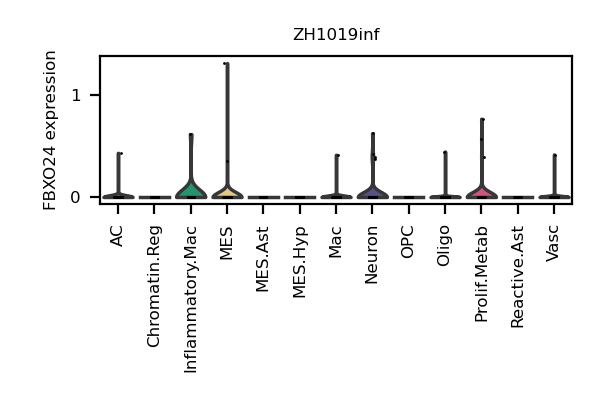 ZH1019inf
FBXO24 expression
1
0
AC
Chromatin.Reg
Inflammatory.Mac
MES
MES.Ast
MES.Hyp
Mac
Neuron
OPC
Oligo
Prolif.Metab
Reactive.Ast
Vasc